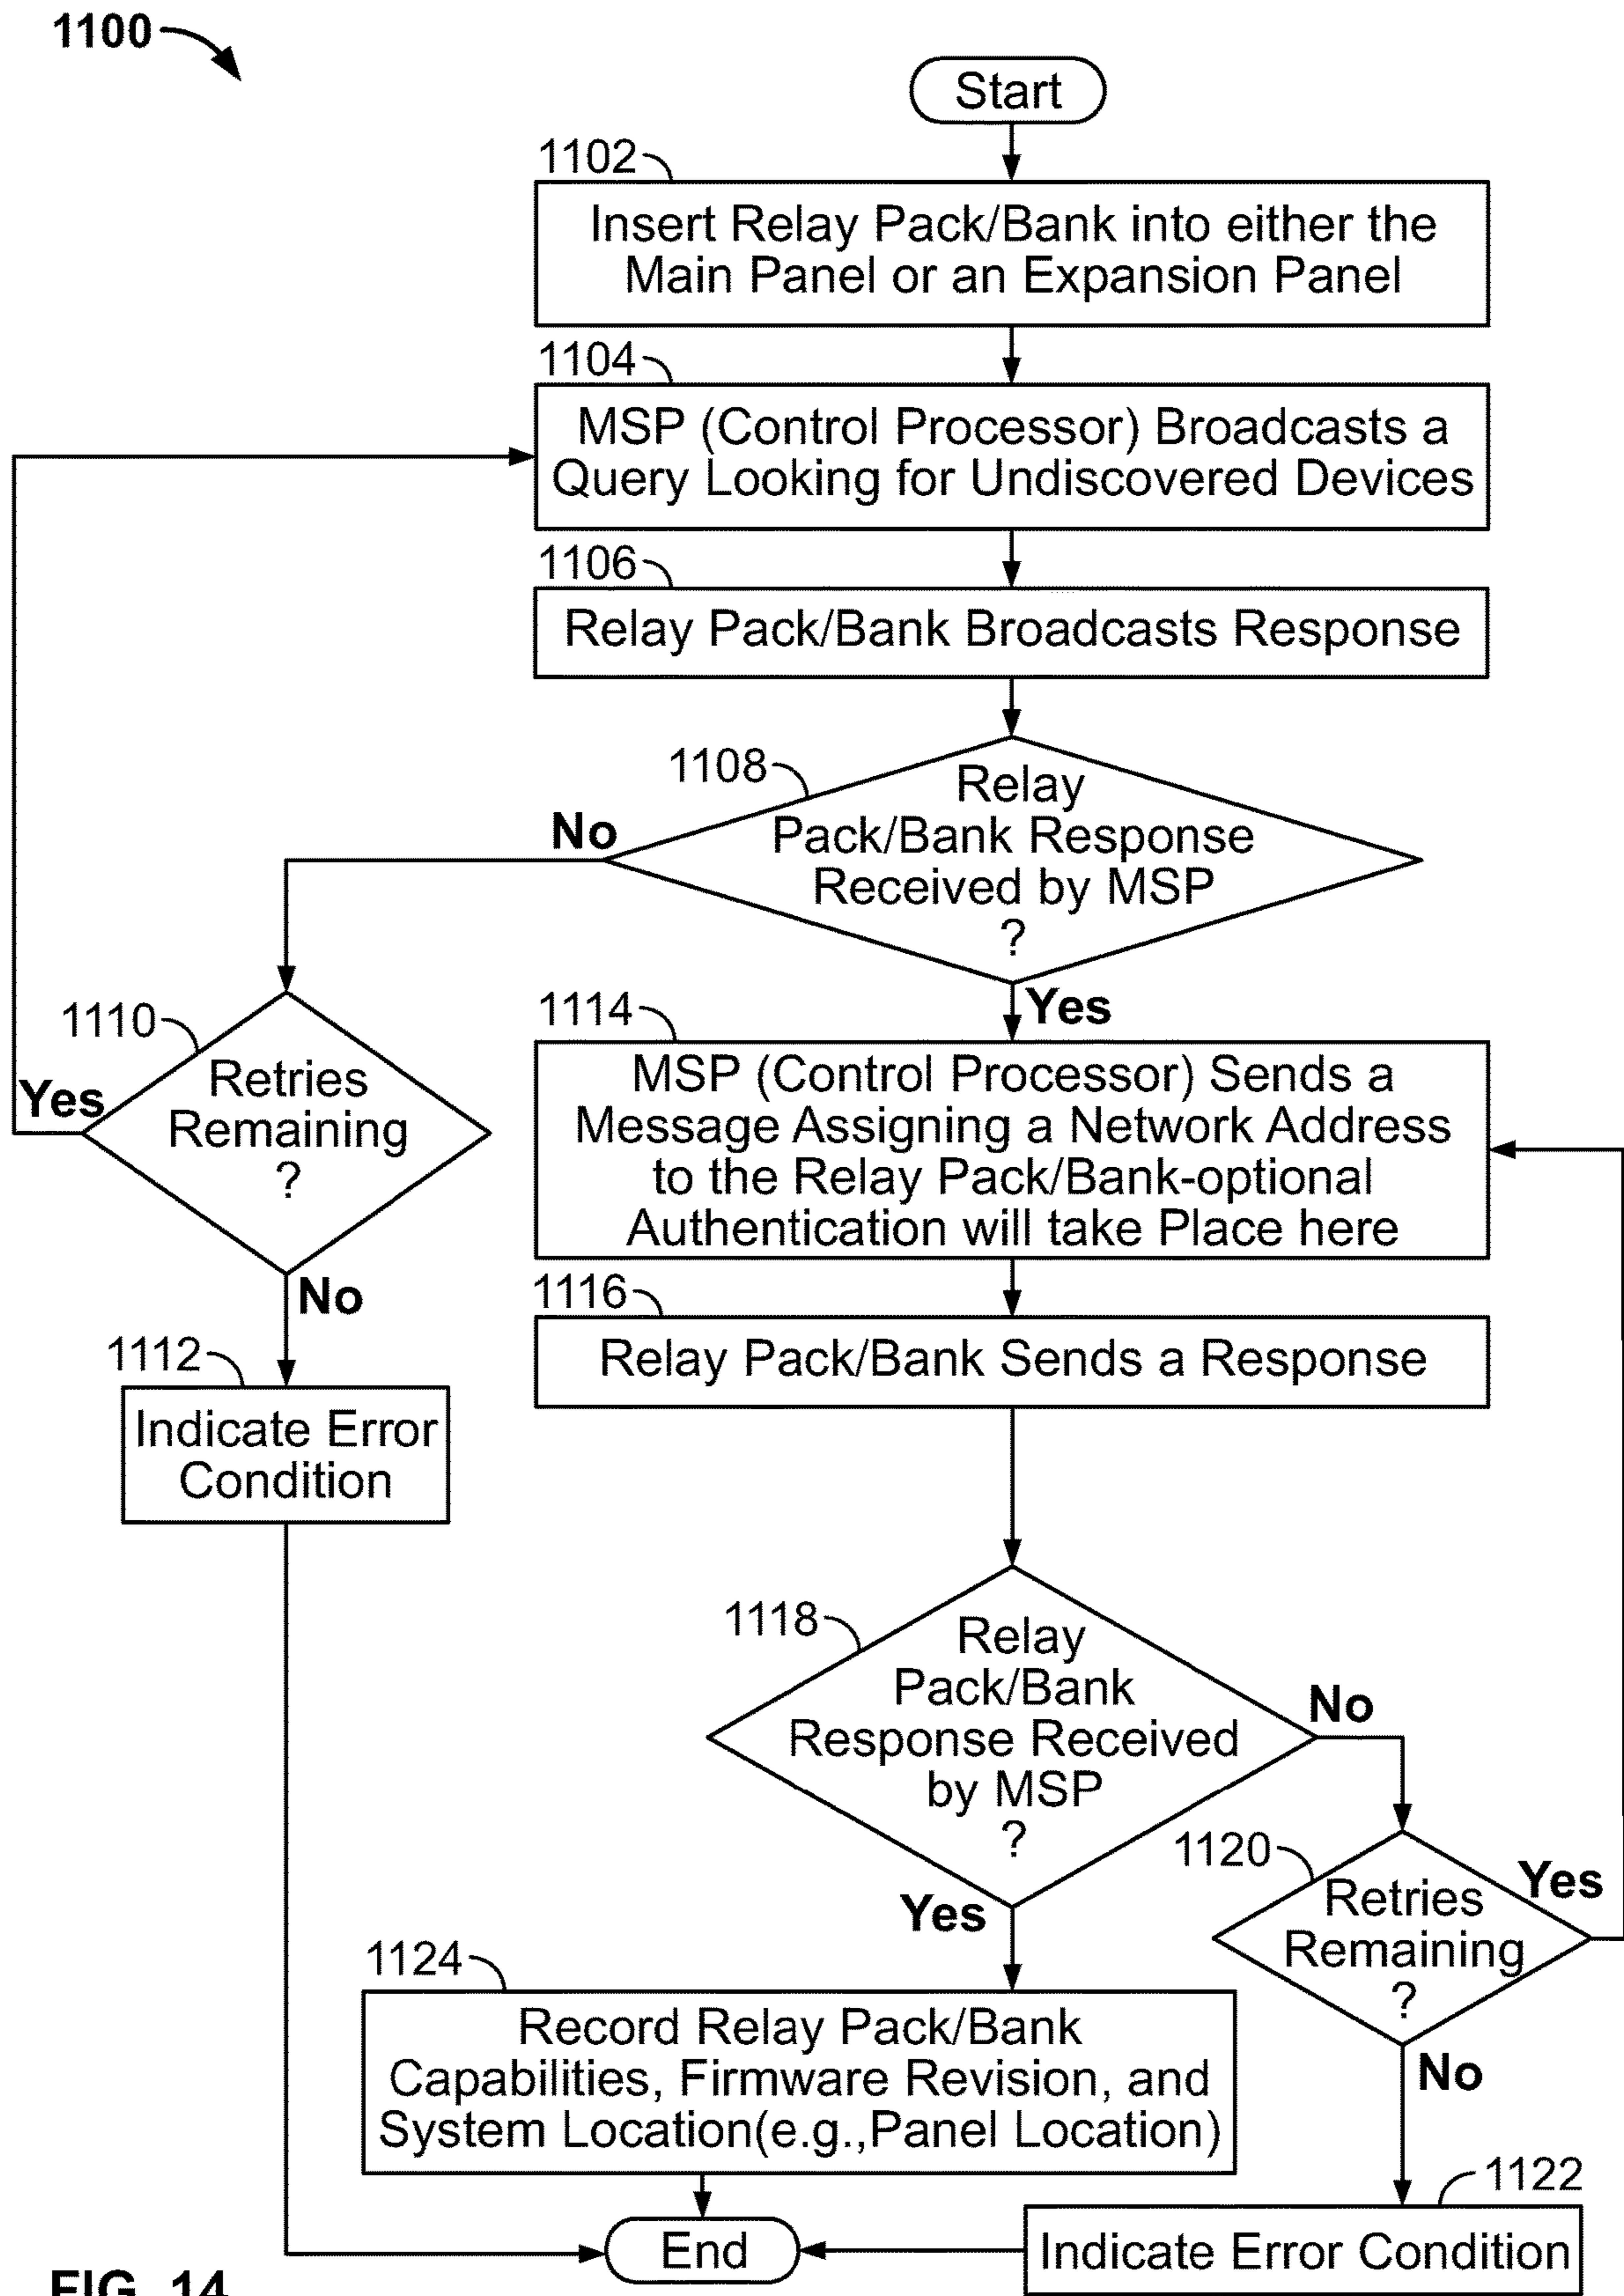 1100
Start
1102
Insert Relay Pack/Bank into either the
Main Panel or an Expansion Panel
1104
MSP (Control Processor) Broadcasts a
Query Looking for Undiscovered Devices
1106
Relay Pack/Bank Broadcasts Response
1108
Relay
Pack/Bank Response
Received by MSP
?
No
Yes
1110
Retries
Remaining
?
Yes
No
1112
Indicate Error
Condition
1114
MSP (Control Processor) Sends a
Message Assigning a Network Address
to the Relay Pack/Bank-optional
Authentication will take Place here
1116
Relay Pack/Bank Sends a Response
1118
Relay
Pack/Bank
Response Received
by MSP
?
No
Yes
1120
Retries
Remaining
?
Yes
No
1124
Record Relay Pack/Bank
Capabilities, Firmware Revision, and
System Location(e.g.,Panel Location)
1122
Indicate Error Condition
End
FIG. 14